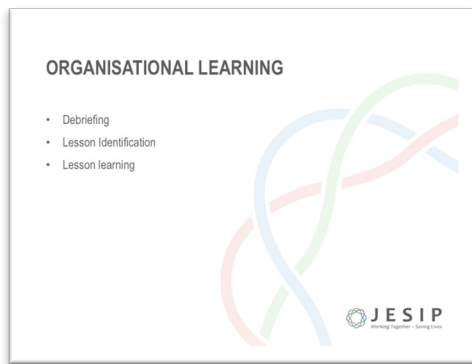 ORGANISATIONAL LEARNING
• Debriefing
• Lesson Identification
• Lesson learning
JESIP
Working Together – Saving Lives